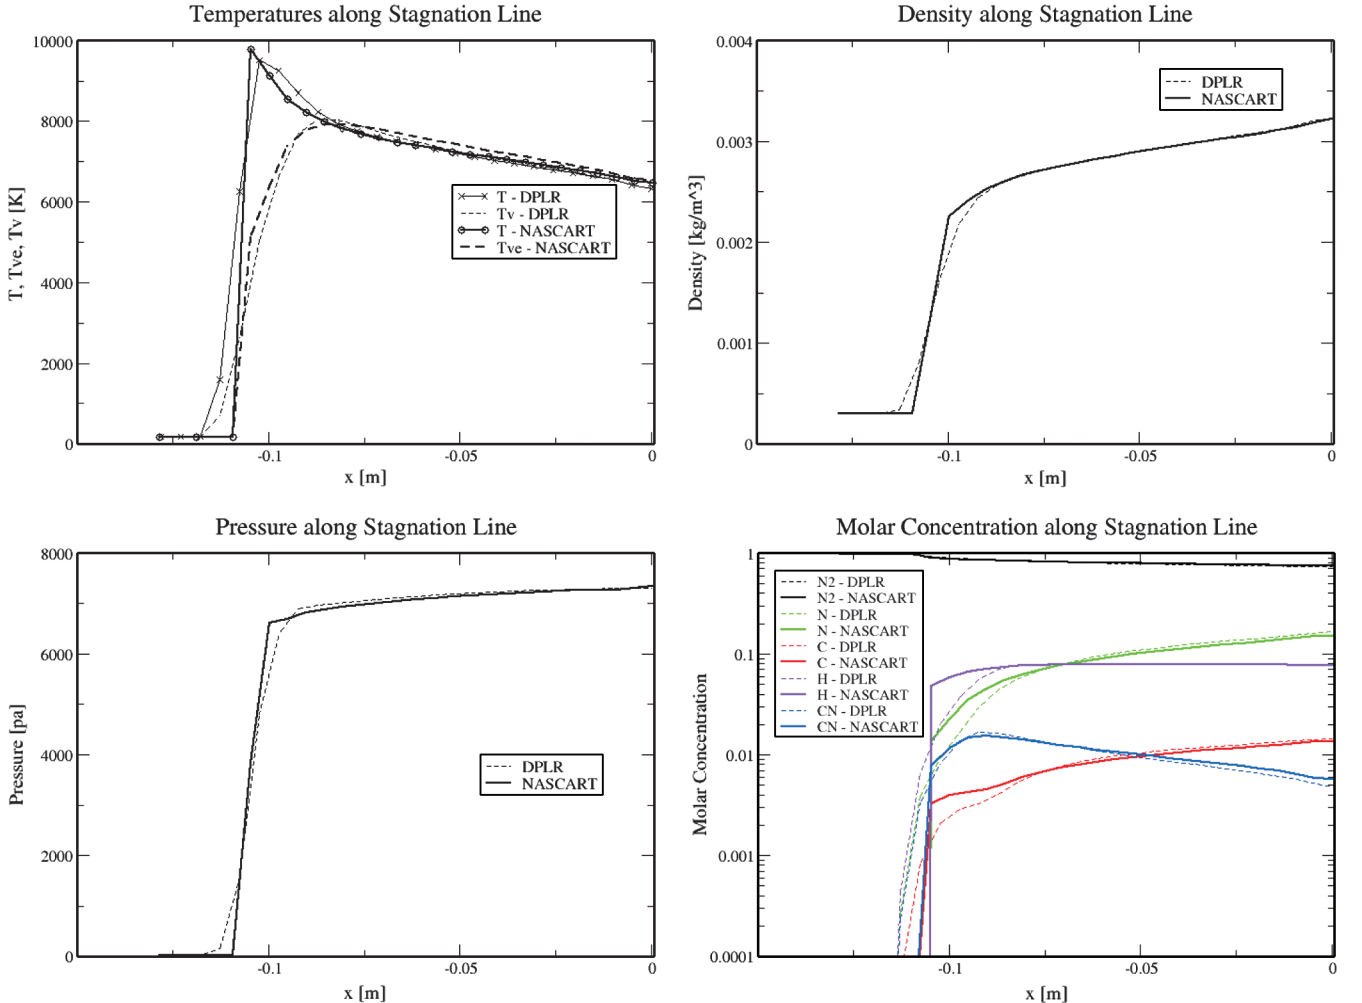 Temperatures along Stagnation Line
10000
8000
6000
4000
2000
0
T, Tve, Tv [K]
T - DPLR
Tv - DPLR
T - NASCART
Tve - NASCART
-0.1
-0.05
0
x [m]
Density along Stagnation Line
0.004
0.003
0.002
0.001
0
Density [kg/m^3]
DPLR
NASCART
-0.1
-0.05
0
x [m]
Pressure along Stagnation Line
8000
6000
4000
2000
0
Pressure [pa]
DPLR
NASCART
-0.1
-0.05
0
x [m]
Molar Concentration along Stagnation Line
1
0.1
0.01
0.001
0.0001
Molar Concentration
N2 - DPLR
N2 - NASCART
N - DPLR
N - NASCART
C - DPLR
C - NASCART
H - DPLR
H - NASCART
CN - DPLR
CN - NASCART
-0.1
-0.05
0
x [m]